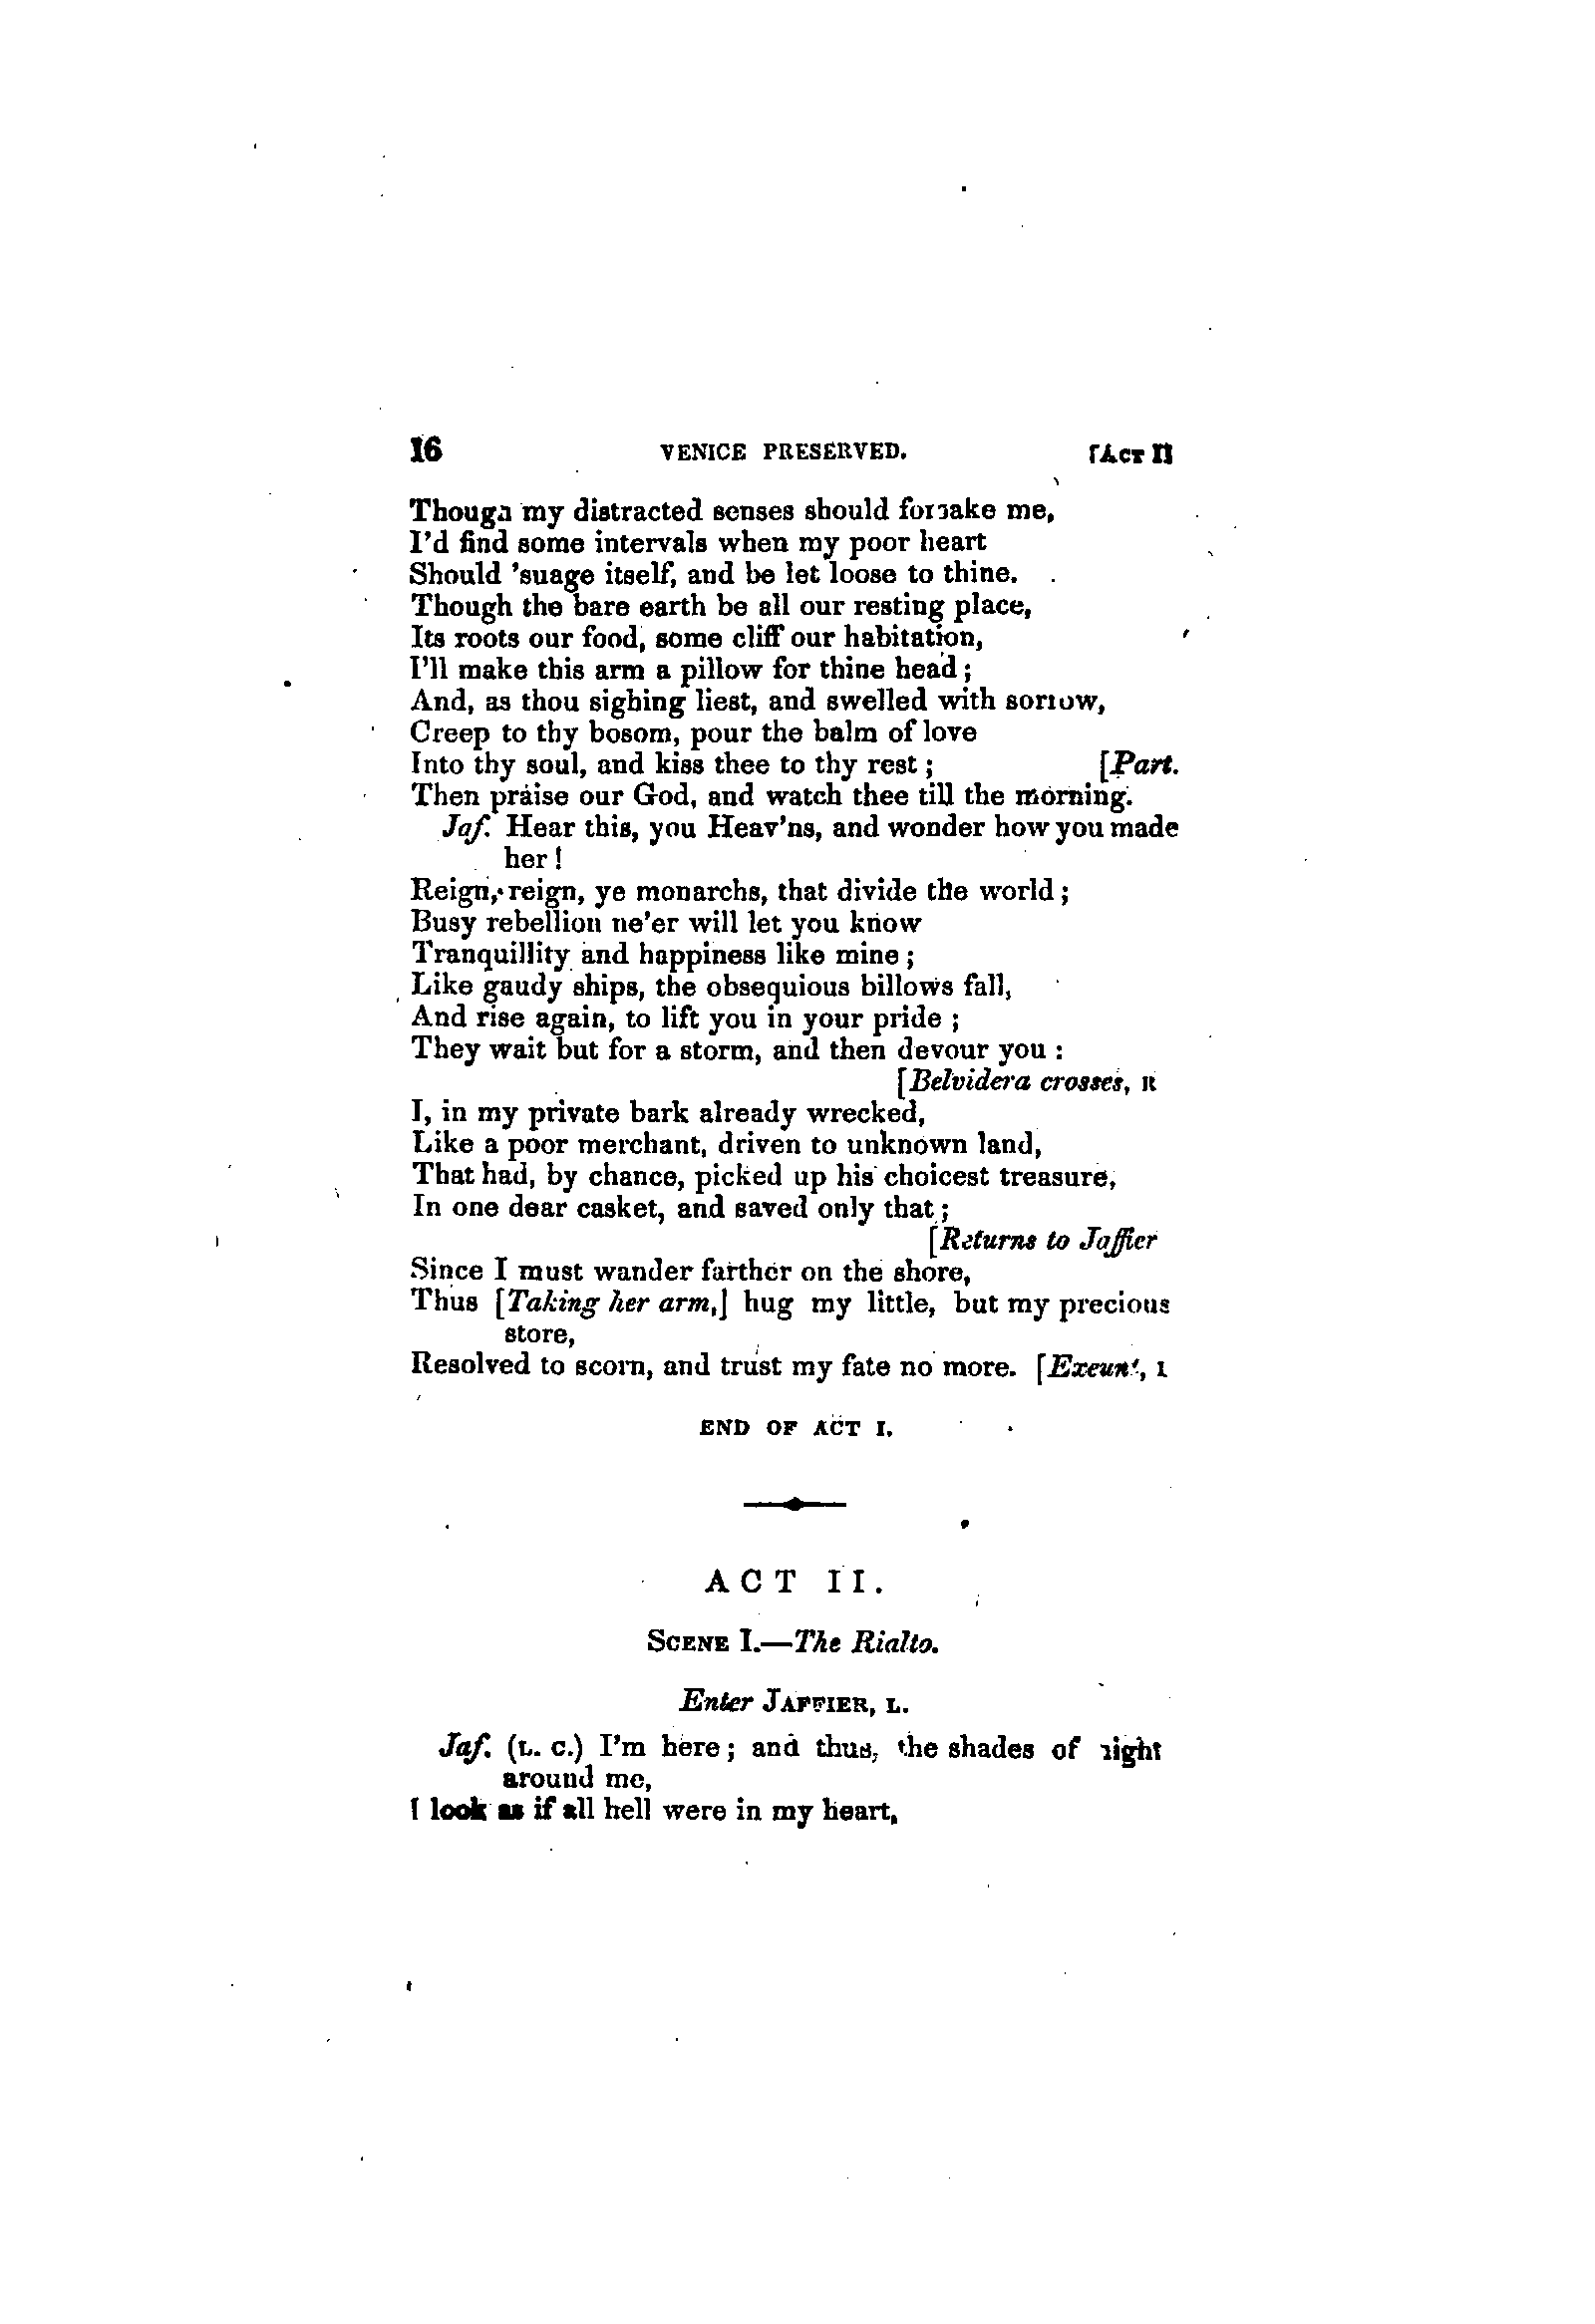 16 VENICE PRESERVED. [ACT II
Though my distracted senses should forsake me,
I'd find some intervals when my poor heart
Should 'suage itself, and be let loose to thine.
Though the bare earth be all our resting place,
Its roots our food, some cliff our habitation,
I'll make this arm a pillow for thine head;
And, as thou sighing liest, and swelled with sorrow,
Creep to thy bosom, pour the balm of love
Into thy soul, and kiss thee to thy rest; [Part.
Then praise our God, and watch thee till the morning.
Jaf. Hear this, you Heav'ns, and wonder how you made
her!
Reign, reign, ye monarchs, that divide the world;
Busy rebellion ne'er will let you know
Tranquillity and happiness like mine;
Like gaudy ships, the obsequious billows fall,
And rise again, to lift you in your pride;
They wait but for a storm, and then devour you:
[Belvidera crosses, R
I, in my private bark already wrecked,
Like a poor merchant, driven to unknown land,
That had, by chance, picked up his choicest treasure,
In one dear casket, and saved only that;
[Returns to Jaffier
Since I must wander farther on the shore,
Thus [Taking her arm,] hug my little, but my precious
store,
Resolved to scorn, and trust my fate no more. [Exeunt,
END OF ACT I.
ACT II.
SCENE I.—The Rialto.
Enter JAFFIER, L.
Jaf. (L. C.) I'm here; and thus, the shades of night
around me,
I look as if all hell were in my heart,